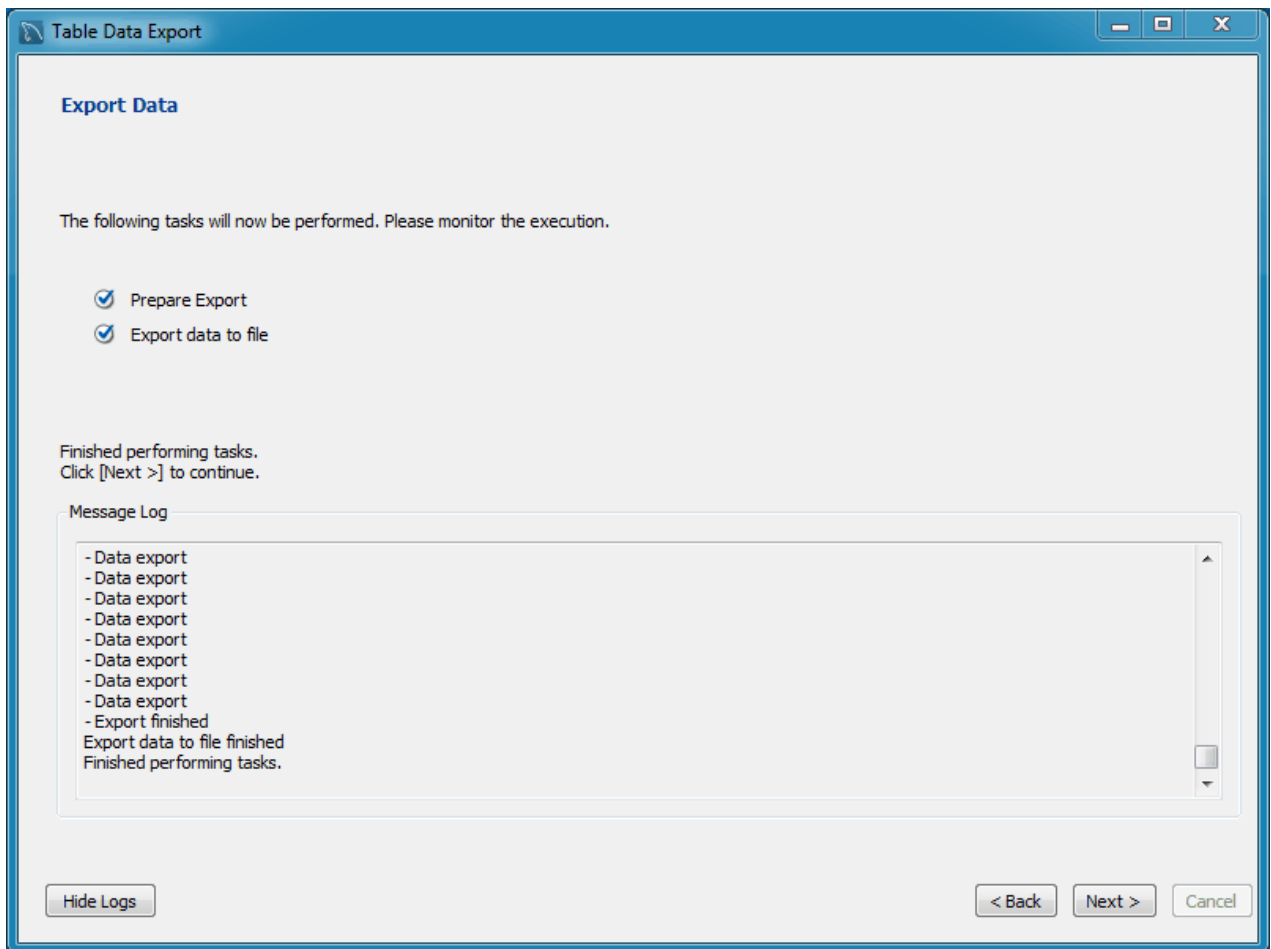 Table Data Export
Export Data
The following tasks will now be performed. Please monitor the execution.
Prepare Export
Export data to file
Finished performing tasks.
Click [Next >] to continue.
Message Log
- Data export
- Data export
- Data export
- Data export
- Data export
- Data export
- Data export
- Data export
- Export finished
Export data to file finished
Finished performing tasks.
Hide Logs
< Back
Next >
Cancel